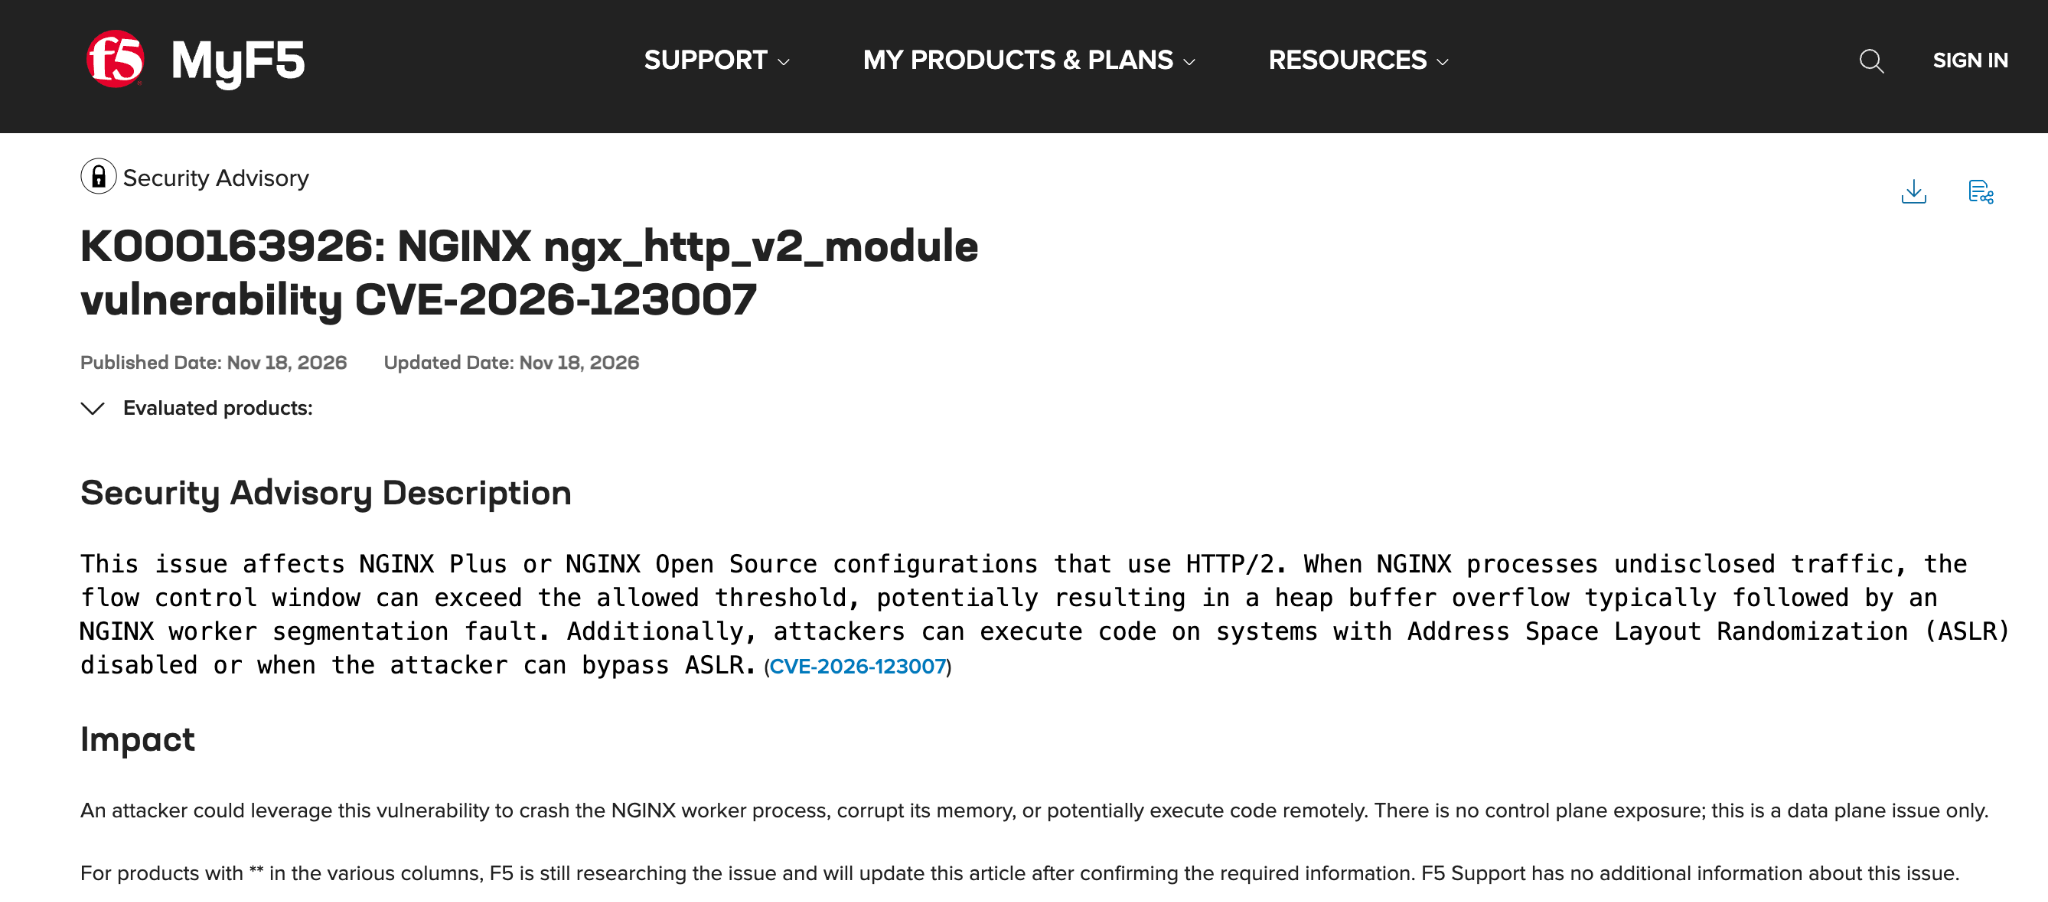 f5 MyF5 SUPPORT MY PRODUCTS & PLANS RESOURCES SIGN IN
Security Advisory
K000163926: NGINX ngx_http_v2_module
vulnerability CVE-2026-123007
Published Date: Nov 18, 2026 Updated Date: Nov 18, 2026
Evaluated products:
Security Advisory Description
This issue affects NGINX Plus or NGINX Open Source configurations that use HTTP/2. When NGINX processes undisclosed traffic, the
flow control window can exceed the allowed threshold, potentially resulting in a heap buffer overflow typically followed by an
NGINX worker segmentation fault. Additionally, attackers can execute code on systems with Address Space Layout Randomization (ASLR)
disabled or when the attacker can bypass ASLR. (CVE-2026-123007)
Impact
An attacker could leverage this vulnerability to crash the NGINX worker process, corrupt its memory, or potentially execute code remotely. There is no control plane exposure; this is a data plane issue only.
For products with ** in the various columns, F5 is still researching the issue and will update this article after confirming the required information. F5 Support has no additional information about this issue.